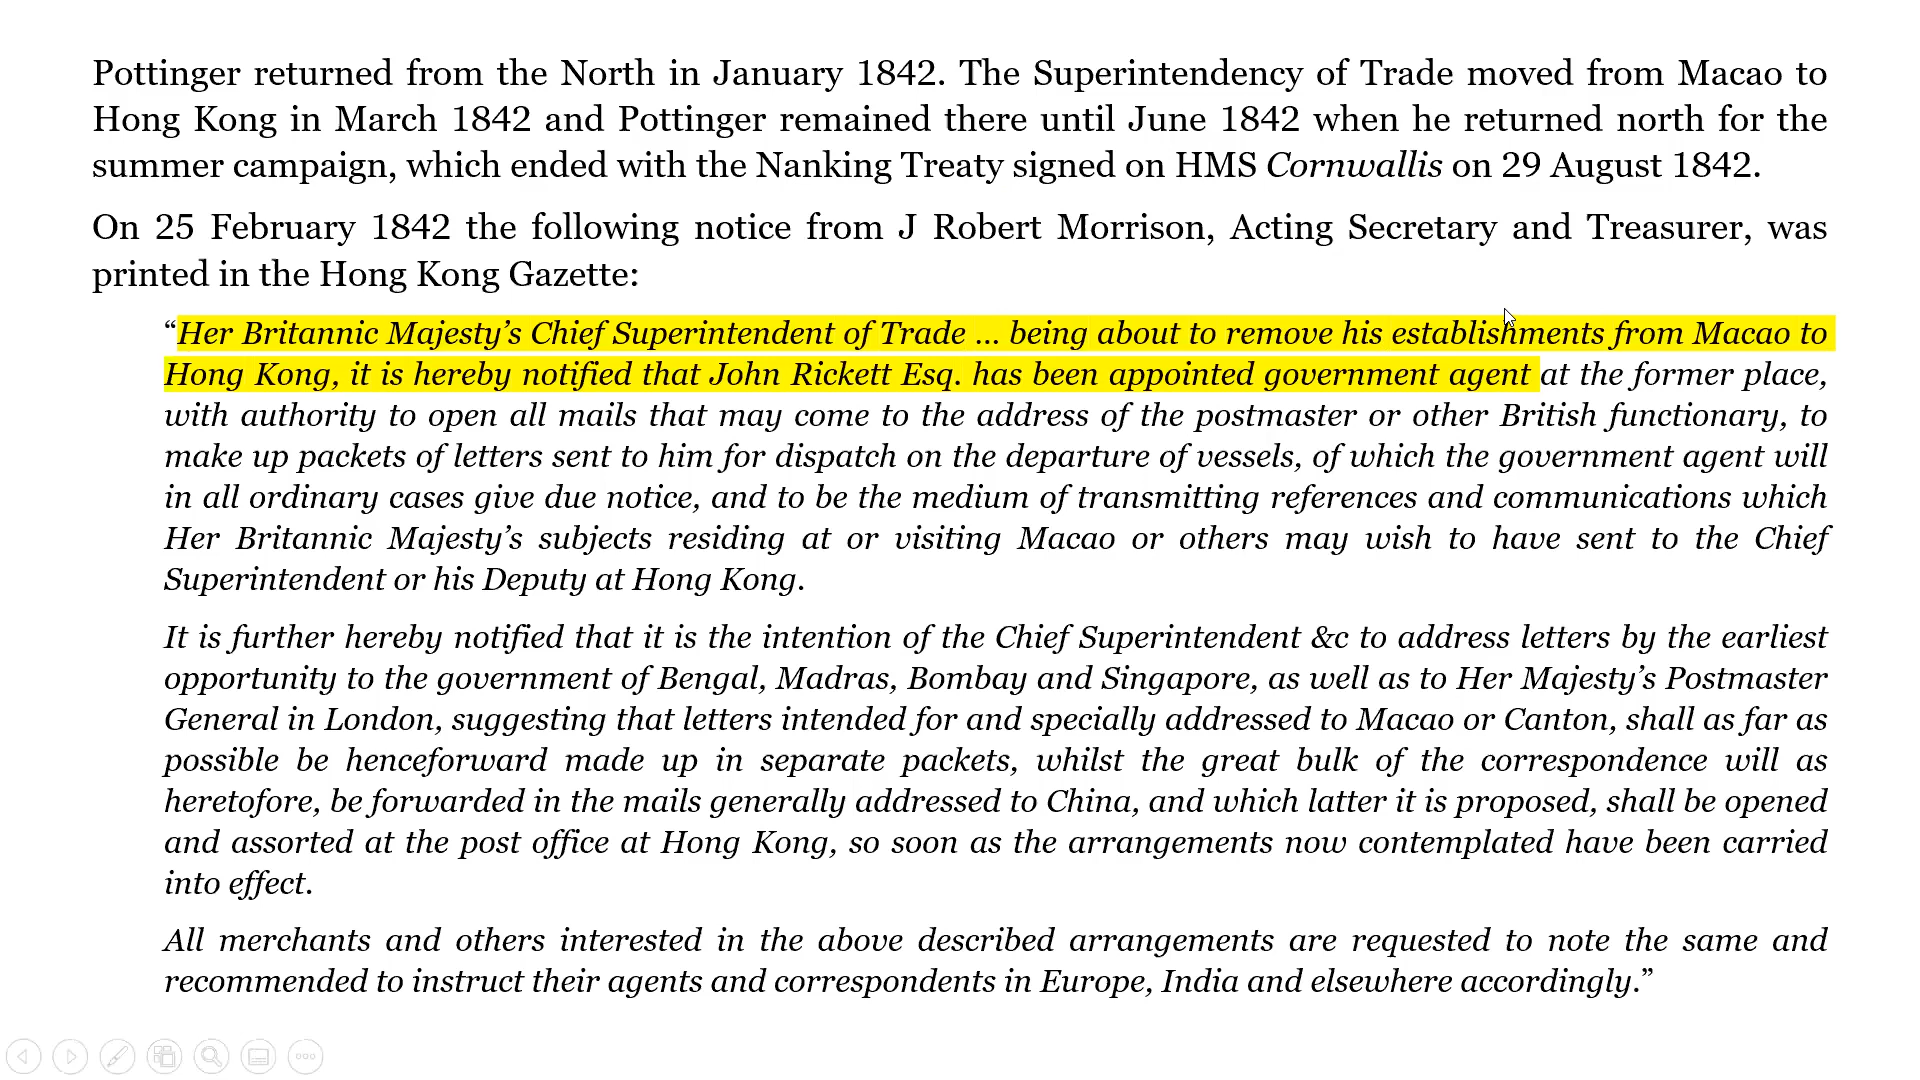 Pottinger returned from the North in January 1842. The Superintendency of Trade moved from Macao to
Hong Kong in March 1842 and Pottinger remained there until June 1842 when he returned north for the
summer campaign, which ended with the Nanking Treaty signed on HMS Cornwallis on 29 August 1842.
On 25 February 1842 the following notice from J Robert Morrison, Acting Secretary and Treasurer, was
printed in the Hong Kong Gazette:
“Her Britannic Majesty’s Chief Superintendent of Trade ... being about to remove his establishments from Macao to
Hong Kong, it is hereby notified that John Rickett Esq. has been appointed government agent at the former place,
with authority to open all mails that may come to the address of the postmaster or other British functionary, to
make up packets of letters sent to him for dispatch on the departure of vessels, of which the government agent will
in all ordinary cases give due notice, and to be the medium of transmitting references and communications which
Her Britannic Majesty’s subjects residing at or visiting Macao or others may wish to have sent to the Chief
Superintendent or his Deputy at Hong Kong.
It is further hereby notified that it is the intention of the Chief Superintendent &c to address letters by the earliest
opportunity to the government of Bengal, Madras, Bombay and Singapore, as well as to Her Majesty’s Postmaster
General in London, suggesting that letters intended for and specially addressed to Macao or Canton, shall as far as
possible be henceforward made up in separate packets, whilst the great bulk of the correspondence will as
heretofore, be forwarded in the mails generally addressed to China, and which latter it is proposed, shall be opened
and assorted at the post office at Hong Kong, so soon as the arrangements now contemplated have been carried
into effect.
All merchants and others interested in the above described arrangements are requested to note the same and
recommended to instruct their agents and correspondents in Europe, India and elsewhere accordingly.”